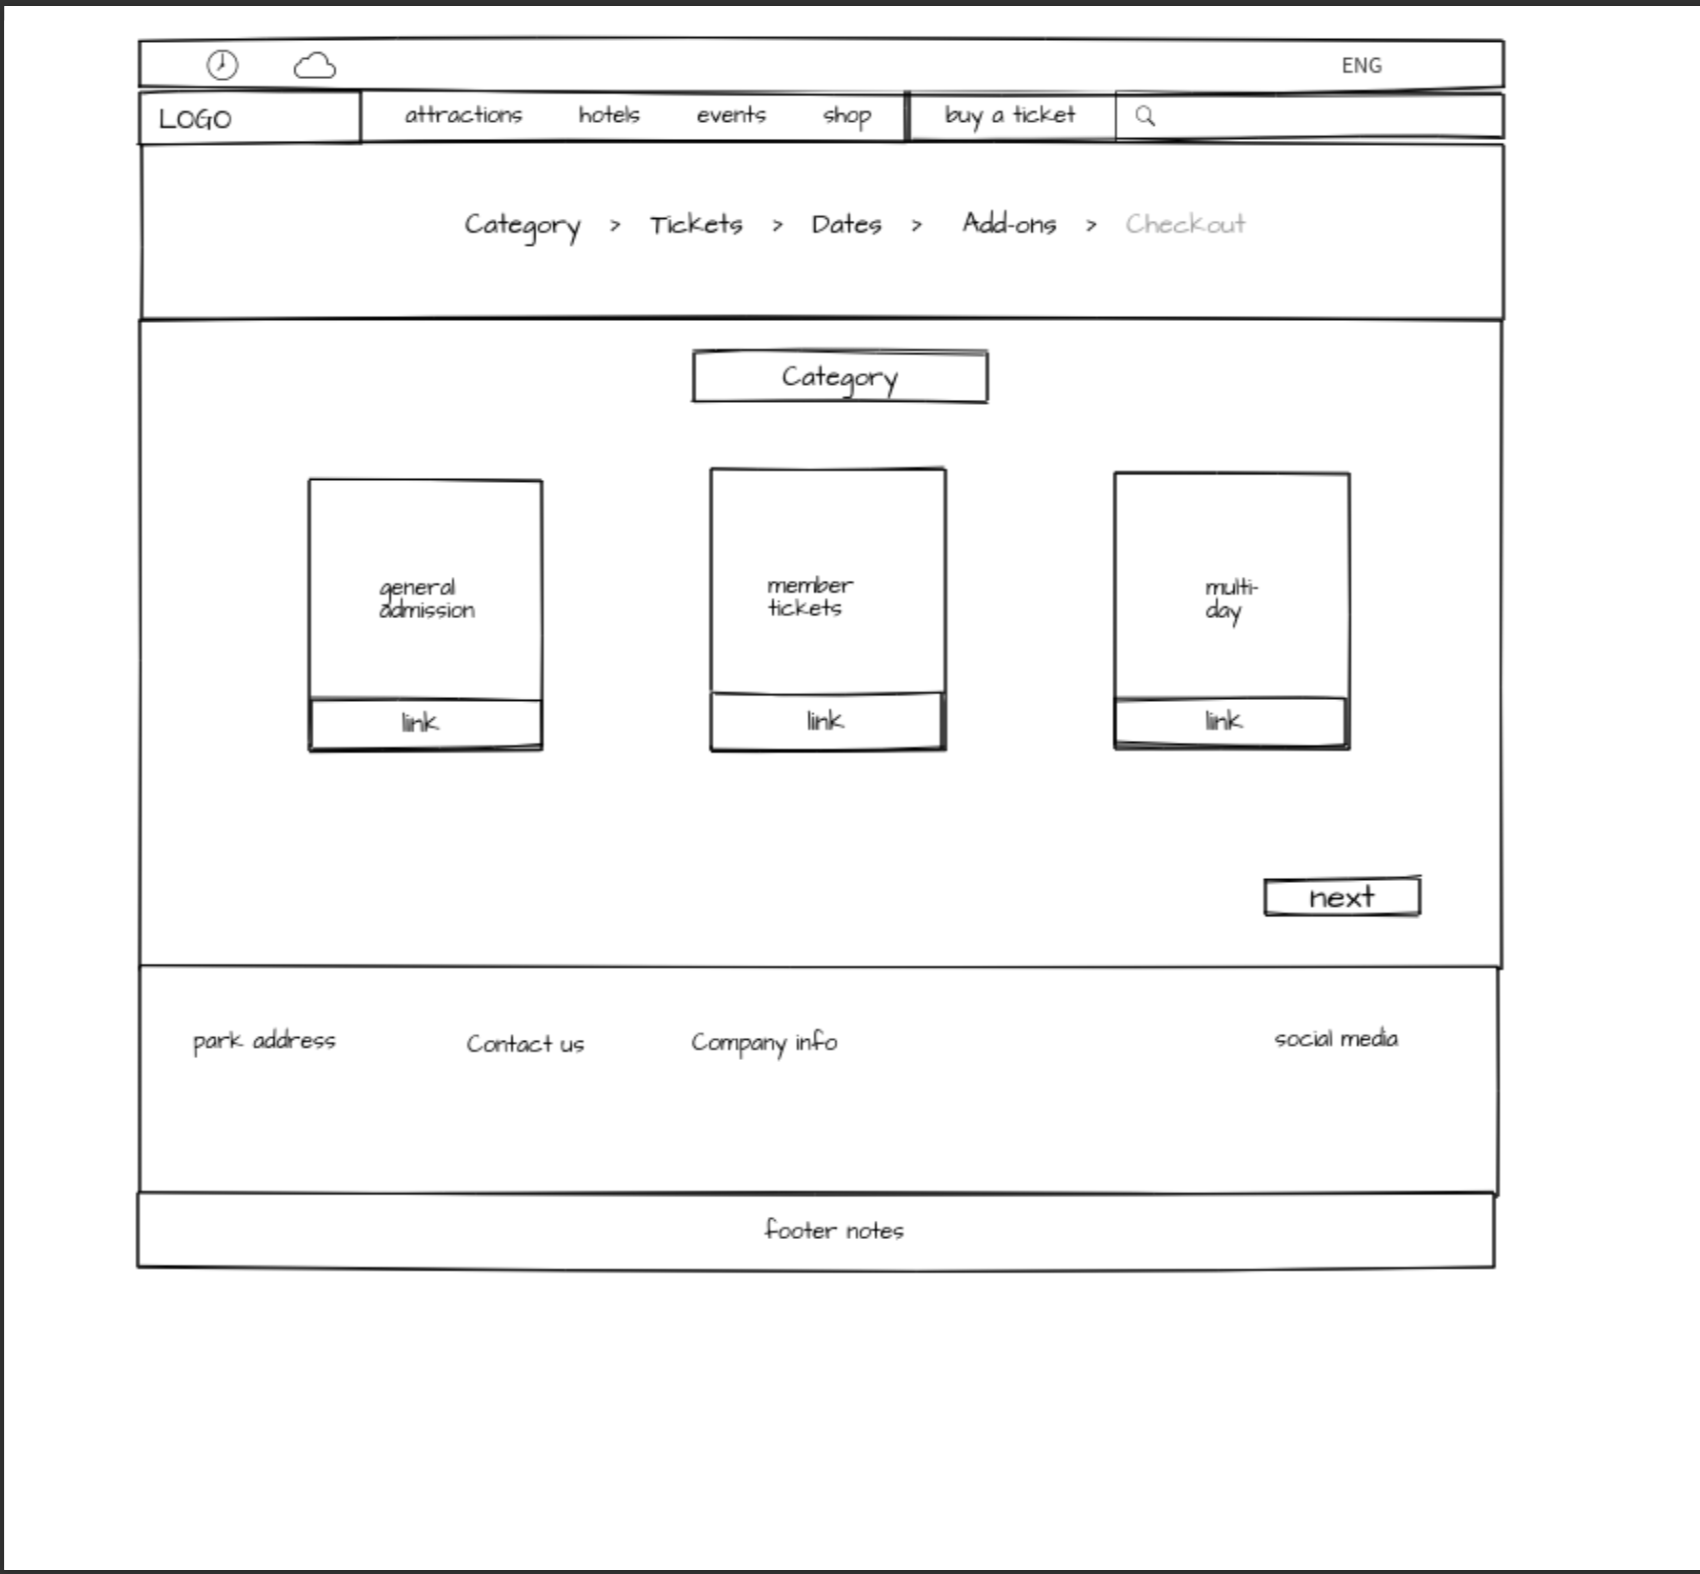 ENG
LOGO attractions hotels events shop buy a ticket
Category > Tickets > Dates > Add-ons > Checkout
Category
general
admission
link
member
tickets
link
multi-
day
link
next
park address Contact us Company info social media
footer notes